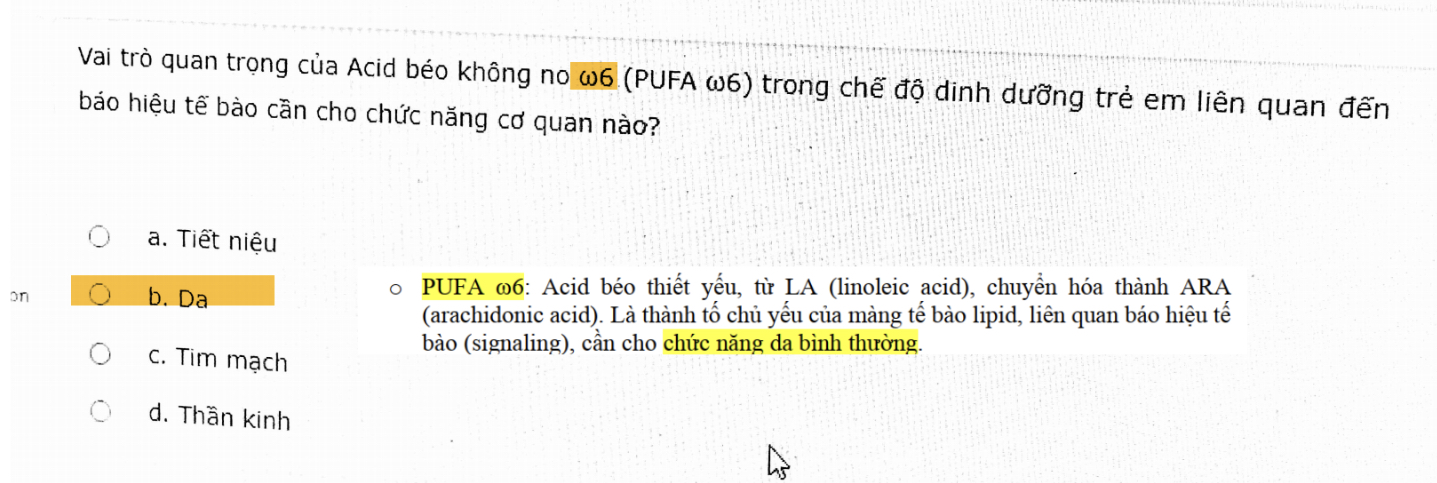 Vai trò quan trọng của Acid béo không no ω6 (PUFA ω6) trong chế độ dinh dưỡng trẻ em liên quan đến
báo hiệu tế bào cần cho chức năng cơ quan nào?
a. Tiết niệu
b. Da
c. Tim mạch
d. Thần kinh
on
o PUFA ω6: Acid béo thiết yếu, từ LA (linoleic acid), chuyển hóa thành ARA
(arachidonic acid). Là thành tố chủ yếu của màng tế bào lipid, liên quan báo hiệu tế
bào (signaling), cần cho chức năng da bình thường.